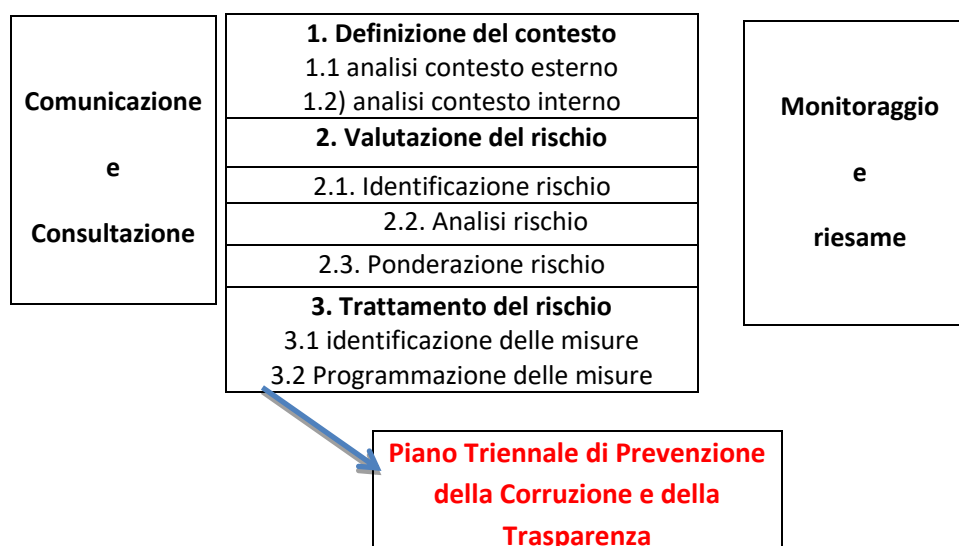 Comunicazione
e
Consultazione
1. Definizione del contesto
1.1 analisi contesto esterno
1.2) analisi contesto interno
2. Valutazione del rischio
2.1. Identificazione rischio
2.2. Analisi rischio
2.3. Ponderazione rischio
3. Trattamento del rischio
3.1 identificazione delle misure
3.2 Programmazione delle misure
Monitoraggio
e
riesame
Piano Triennale di Prevenzione
della Corruzione e della
Trasparenza